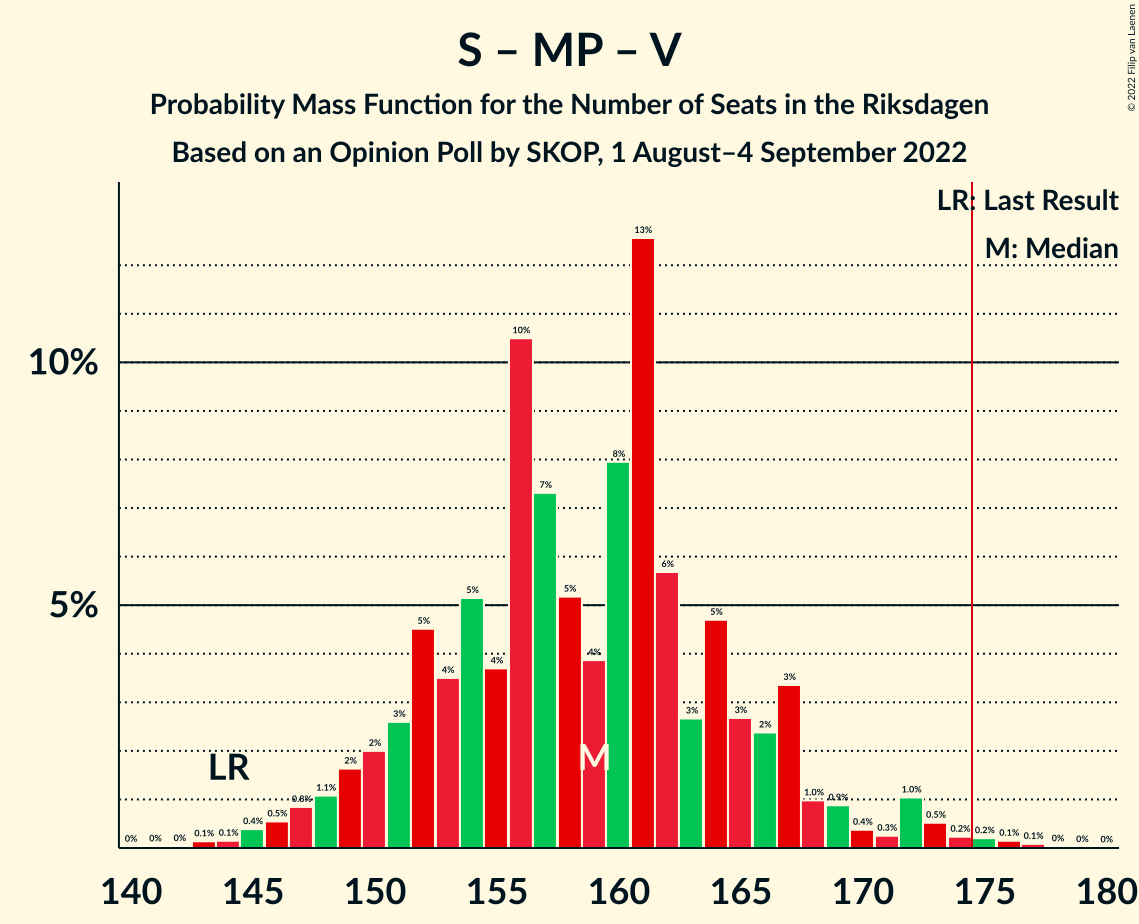 S – MP – V
Probability Mass Function for the Number of Seats in the Riksdagen
Based on an Opinion Poll by SKOP, 1 August–4 September 2022
© 2022 Filip van Laenen
LR: Last Result
M: Median
10%
5%
0% 0% 0% 0.1% 0.1% 0.4% 0.5% 0.8% 1.1% 2% 2% 3% 5% 4% 5% 4% 10% 7% 5% 4% 8% 13% 6% 3% 5% 3% 2% 3% 1.0% 0.9% 0.4% 0.3% 1.0% 0.5% 0.2% 0.2% 0.1% 0.1% 0% 0% 0%
LR
M
140 145 150 155 160 165 170 175 180